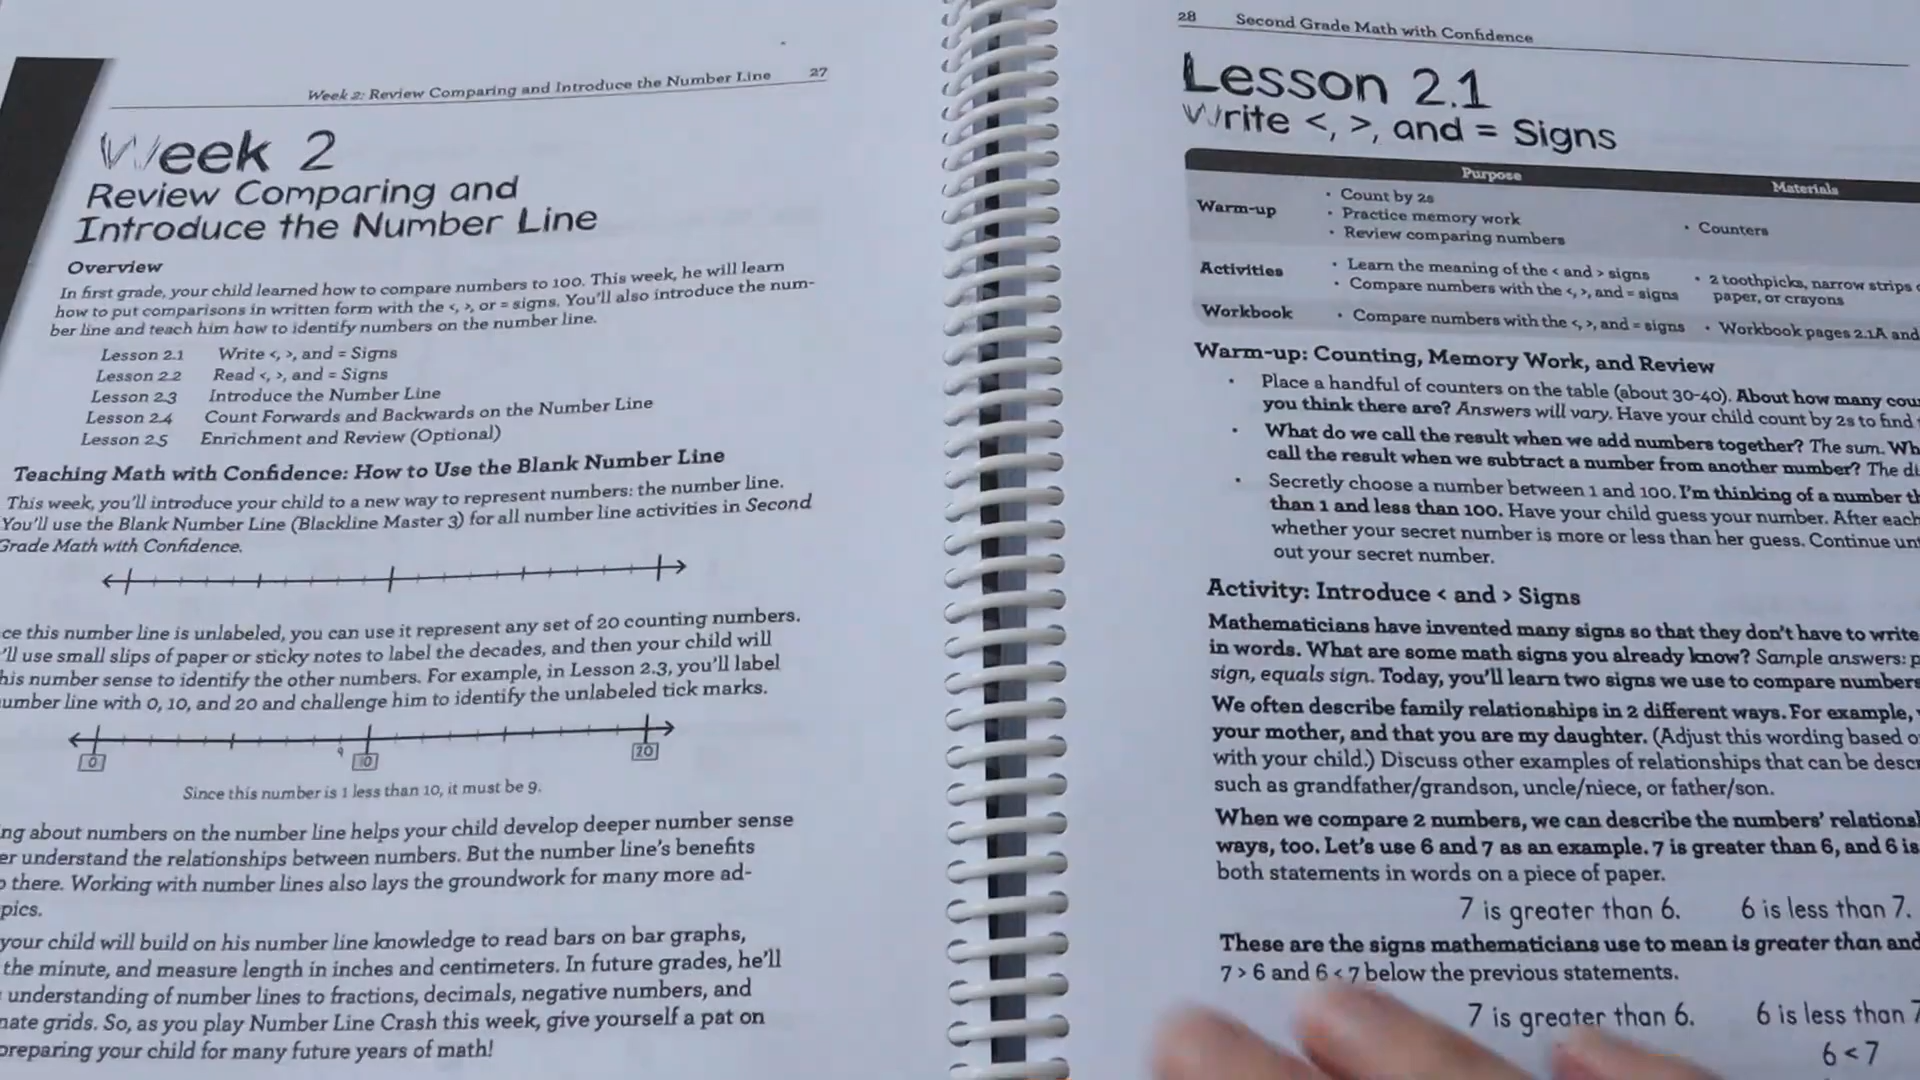 Week 2: Review Comparing and Introduce the Number Line 27
Week 2
Review Comparing and
Introduce the Number Line
Overview
In first grade, your child learned how to compare numbers to 100. This week, he will learn
how to put comparisons in written form with the <, >, or = signs. You'll also introduce the num-
ber line and teach him how to identify numbers on the number line.
Lesson 2.1 Write <, >, and = Signs
Lesson 2.2 Read <, >, and = Signs
Lesson 2.3 Introduce the Number Line
Lesson 2.4 Count Forwards and Backwards on the Number Line
Lesson 2.5 Enrichment and Review (Optional)
Teaching Math with Confidence: How to Use the Blank Number Line
This week, you'll introduce your child to a new way to represent numbers: the number line.
You'll use the Blank Number Line (Blackline Master 3) for all number line activities in Second
Grade Math with Confidence.
this number line is unlabeled, you can use it represent any set of 20 counting numbers.
'll use small slips of paper or sticky notes to label the decades, and then your child will
his number sense to identify the other numbers. For example, in Lesson 2.3, you'll label
line with 0, 10, and 20 and challenge him to identify the unlabeled tick marks.
0 9 10 20
Since this number is 1 less than 10, it must be 9.
about numbers on the number line helps your child develop deeper number sense
understand the relationships between numbers. But the number line's benefits
there. Working with number lines also lays the groundwork for many more ad-
your child will build on his number line knowledge to read bars on bar graphs,
the minute, and measure length in inches and centimeters. In future grades, he'll
understanding of number lines to fractions, decimals, negative numbers, and
grids. So, as you play Number Line Crash this week, give yourself a pat on
preparing your child for many future years of math!
28 Second Grade Math with Confidence
Lesson 2.1
Write <, >, and = Signs
Purpose Materials
Warm-up
• Count by 2s
• Practice memory work
• Review comparing numbers
• Counters
Activities
• Learn the meaning of the < and > signs
• Compare numbers with the <, >, and = signs
• 2 toothpicks, narrow strips
paper, or crayons
Workbook • Compare numbers with the <, >, and = signs • Workbook pages 2.1A and
Warm-up: Counting, Memory Work, and Review
• Place a handful of counters on the table (about 30-40). About how many
you think there are? Answers will vary. Have your child count by 2s to find
• What do we call the result when we add numbers together? The sum.
call the result when we subtract a number from another number? The
• Secretly choose a number between 1 and 100. I'm thinking of a number
than 1 and less than 100. Have your child guess your number. After each
whether your secret number is more or less than her guess. Continue
out your secret number.
Activity: Introduce < and > Signs
Mathematicians have invented many signs so that they don't have to write
in words. What are some math signs you already know? Sample answers:
sign, equals sign. Today, you'll learn two signs we use to compare numbers
We often describe family relationships in 2 different ways. For example,
your mother, and that you are my daughter. (Adjust this wording based
with your child.) Discuss other examples of relationships that can be
such as grandfather/grandson, uncle/niece, or father/son.
When we compare 2 numbers, we can describe the numbers'
ways, too. Let's use 6 and 7 as an example. 7 is greater than 6, and 6 is
both statements in words on a piece of paper.
7 is greater than 6. 6 is less than 7.
These are the signs mathematicians use to mean is greater than and
7 > 6 and 6 < 7 below the previous statements.
7 is greater than 6. 6 is less than 7
6 < 7